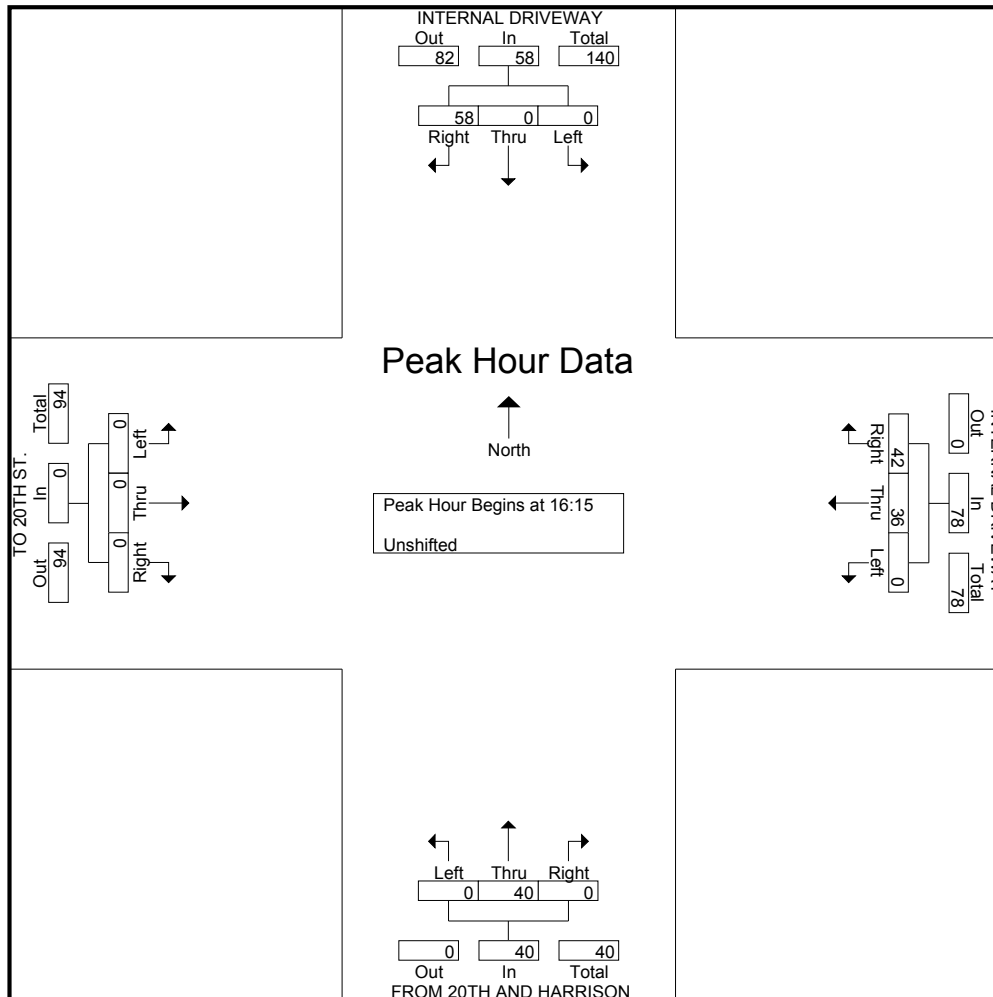 INTERNAL DRIVEWAY
Out In Total
82 58 140
58 0 0
Right Thru Left
Peak Hour Data
North
Peak Hour Begins at 16:15
Unshifted
TO 20TH ST.
Out In Total
94 0 94
Left Thru Right
0 0 0
Right Thru Left
42 36 0
Out In Total
0 78 78
Left Thru Right
0 40 0
0 40 40
Out In Total
FROM 20TH AND HARRISON